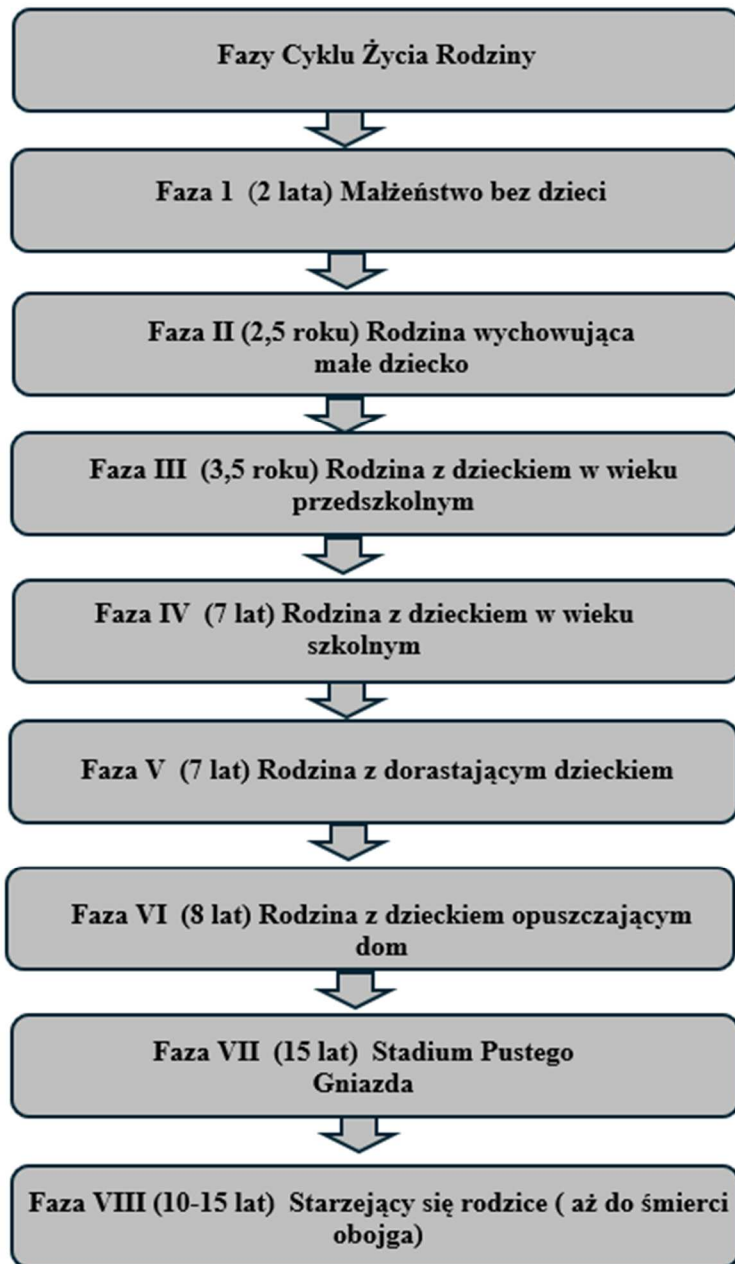 Fazy Cyklu Życia Rodziny
Faza 1 (2 lata) Małżeństwo bez dzieci
Faza II (2,5 roku) Rodzina wychowująca
małe dziecko
Faza III (3,5 roku) Rodzina z dzieckiem w wieku
przedszkolnym
Faza IV (7 lat) Rodzina z dzieckiem w wieku
szkolnym
Faza V (7 lat) Rodzina z dorastającym dzieckiem
Faza VI (8 lat) Rodzina z dzieckiem opuszczającym
dom
Faza VII (15 lat) Stadium Pustego
Gniazda
Faza VIII (10-15 lat) Starzejący się rodzice ( aż do śmierci
obojga)